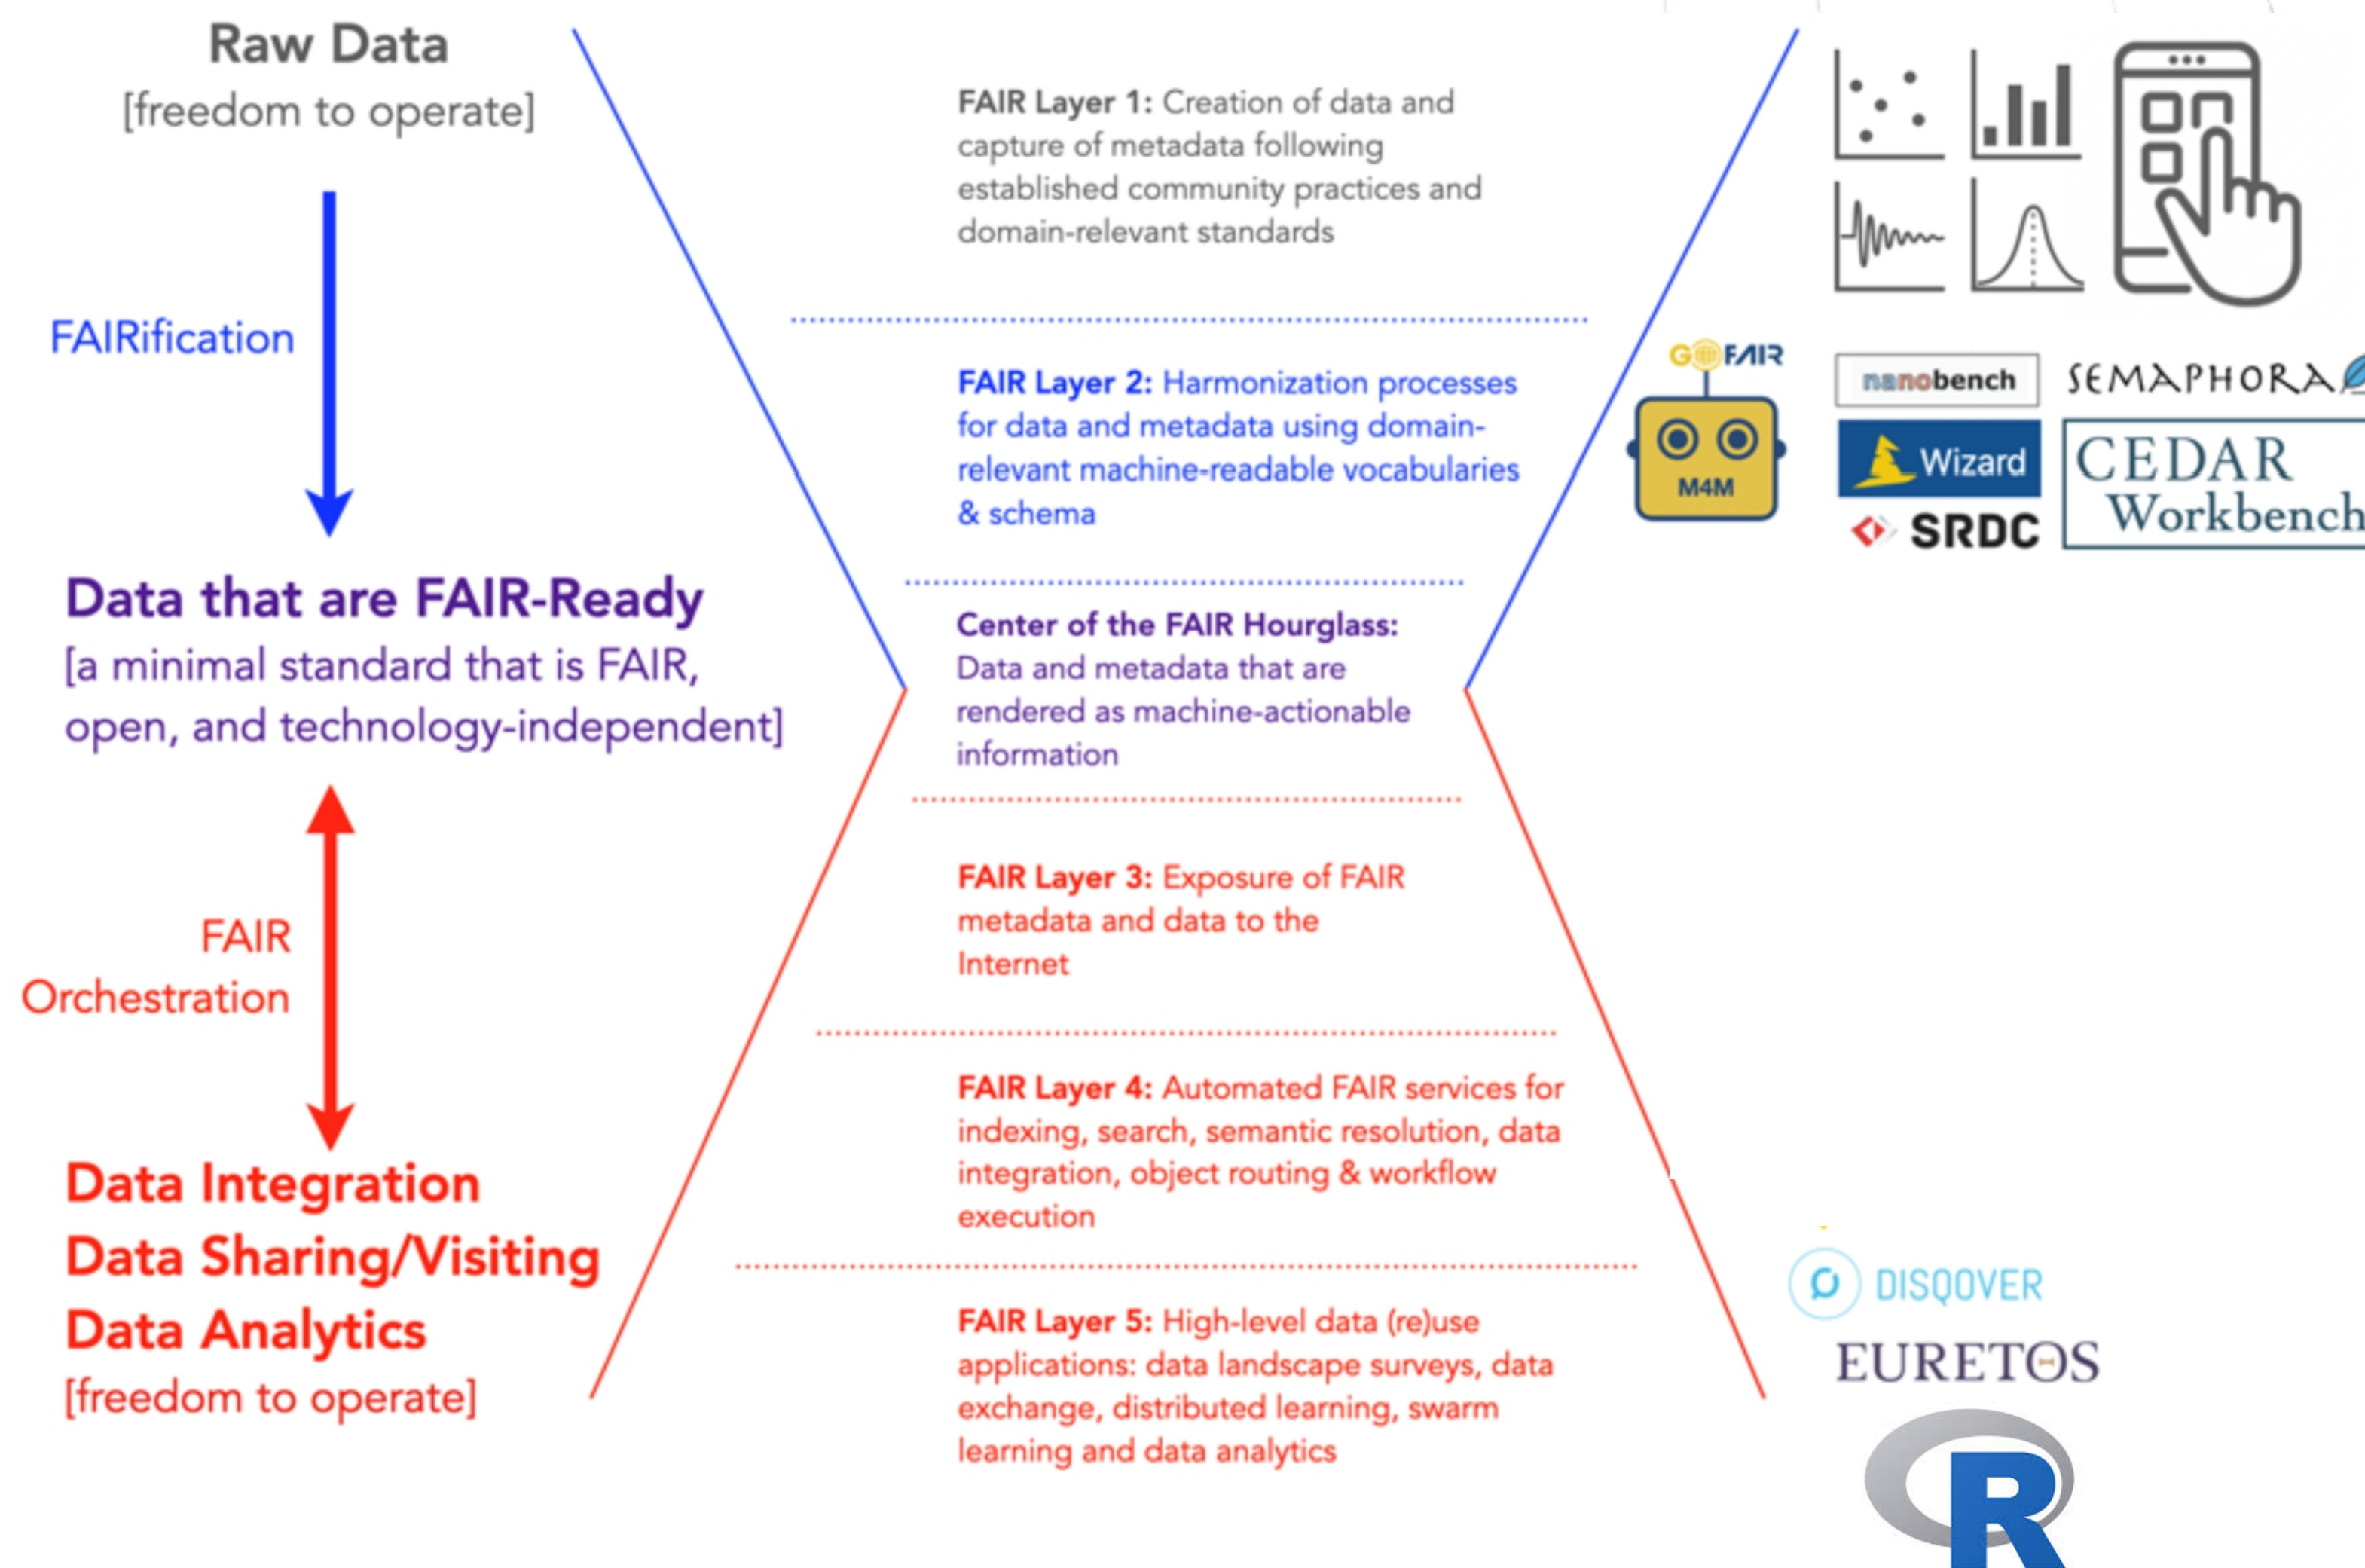 Raw Data
[freedom to operate]
FAIRification
Data that are FAIR-Ready
[a minimal standard that is FAIR,
open, and technology-independent]
FAIR
Orchestration
Data Integration
Data Sharing/Visiting
Data Analytics
[freedom to operate]
FAIR Layer 1: Creation of data and
capture of metadata following
established community practices and
domain-relevant standards
FAIR Layer 2: Harmonization processes
for data and metadata using domain-
relevant machine-readable vocabularies
& schema
Center of the FAIR Hourglass:
Data and metadata that are
rendered as machine-actionable
information
FAIR Layer 3: Exposure of FAIR
metadata and data to the
Internet
FAIR Layer 4: Automated FAIR services for
indexing, search, semantic resolution, data
integration, object routing & workflow
execution
FAIR Layer 5: High-level data (re)use
applications: data landscape surveys, data
exchange, distributed learning, swarm
learning and data analytics
GO FAIR
M4M
nanobench
SEMAPHORA
Wizard
CEDAR
Workbench
SRDC
DISQOVER
EURETOS
R